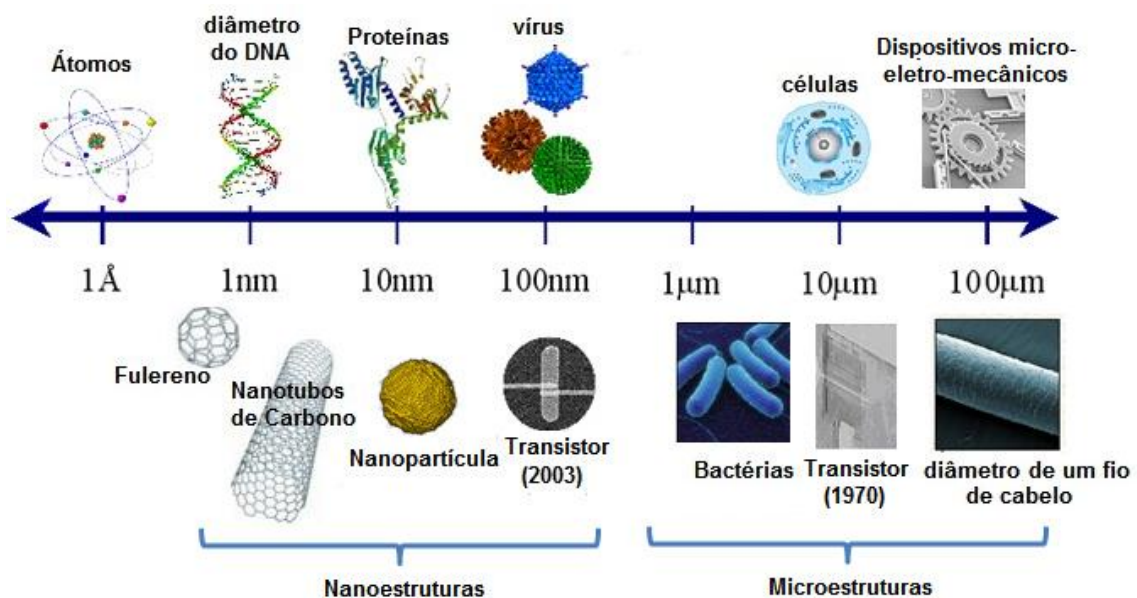 Átomos
diâmetro
do DNA
Proteínas
vírus
células
Dispositivos micro-
eletro-mecânicos
1Å
1nm
10nm
100nm
1µm
10µm
100µm
Fulereno
Nanotubos
de Carbono
Nanopartícula
Transistor
(2003)
Bactérias
Transistor
(1970)
diâmetro de um fio
de cabelo
Nanoestruturas
Microestruturas